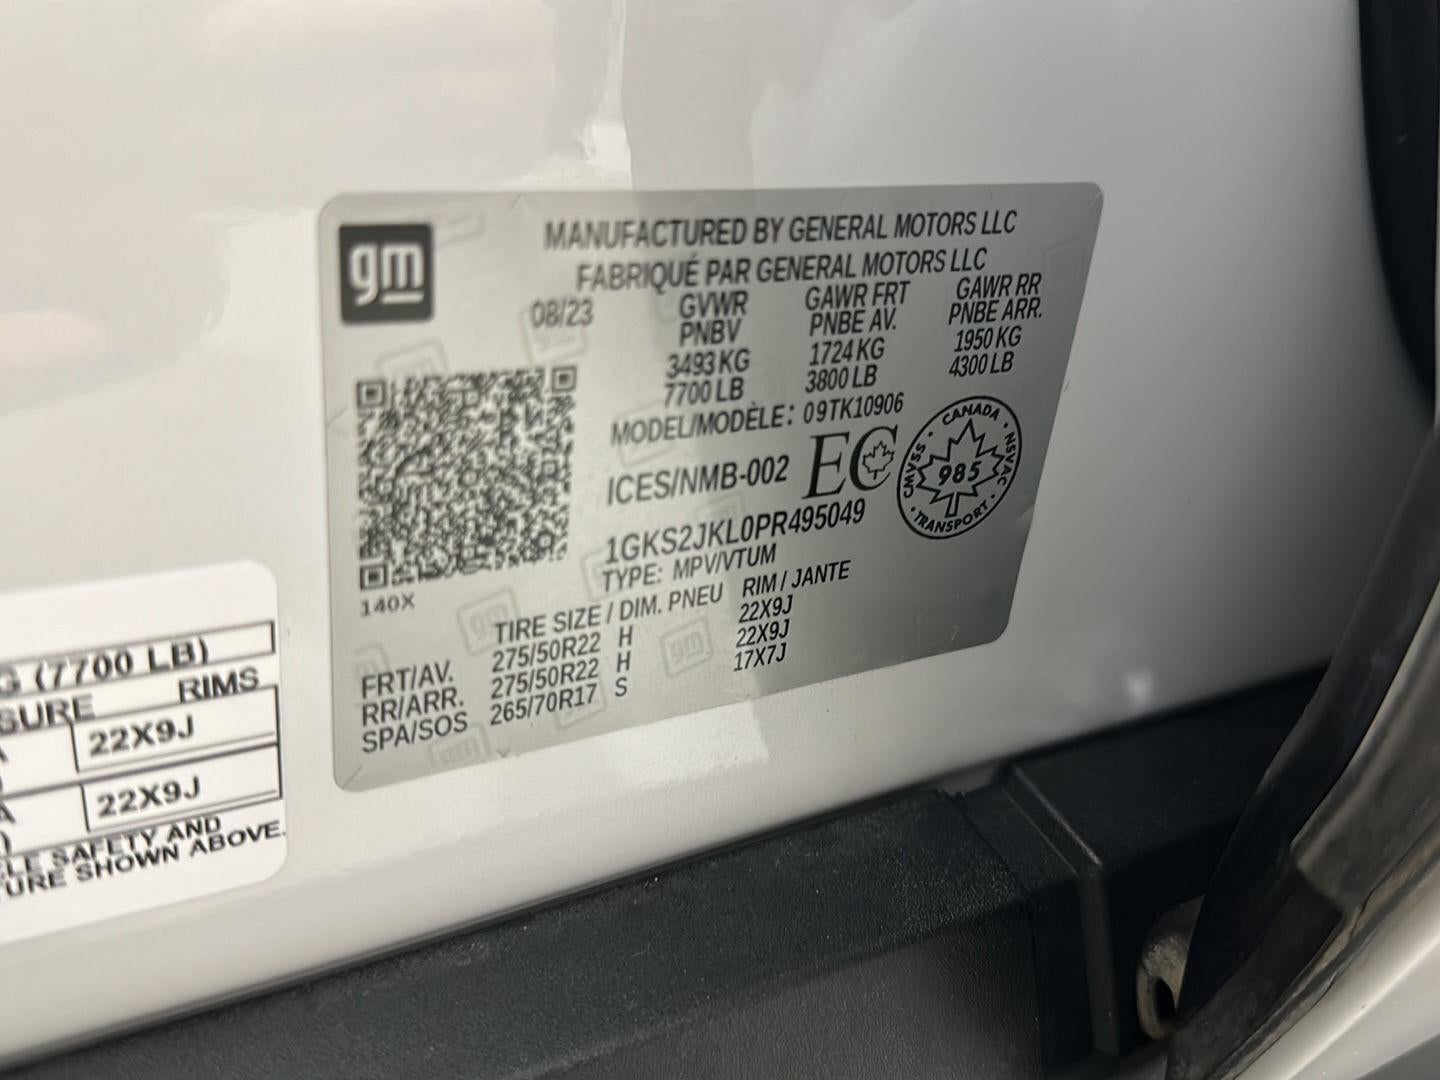 gm
MANUFACTURED BY GENERAL MOTORS LLC
FABRIQUÉ PAR GENERAL MOTORS LLC
08/23 GVWR GAWR FRT GAWR RR
PNBV PNBE AV. PNBE ARR.
3493 KG 1724 KG 1950 KG
7700 LB 3800 LB 4300 LB
MODEL/MODÈLE: 09TK10906
ICES/NMB-002 EC
CANADA
CMVSS 985 NSVAC
TRANSPORT
1GKS2JKL0PR495049
TYPE: MPV/VTUM
140X
TIRE SIZE / DIM. PNEU RIM / JANTE
FRT/AV. 275/50R22 H 22X9J
RR/ARR. 275/50R22 H 22X9J
SPA/SOS 265/70R17 S 17X7J
G (7700 LB)
SURE RIMS
22X9J
22X9J
LE SAFETY AND
TURE SHOWN ABOVE.